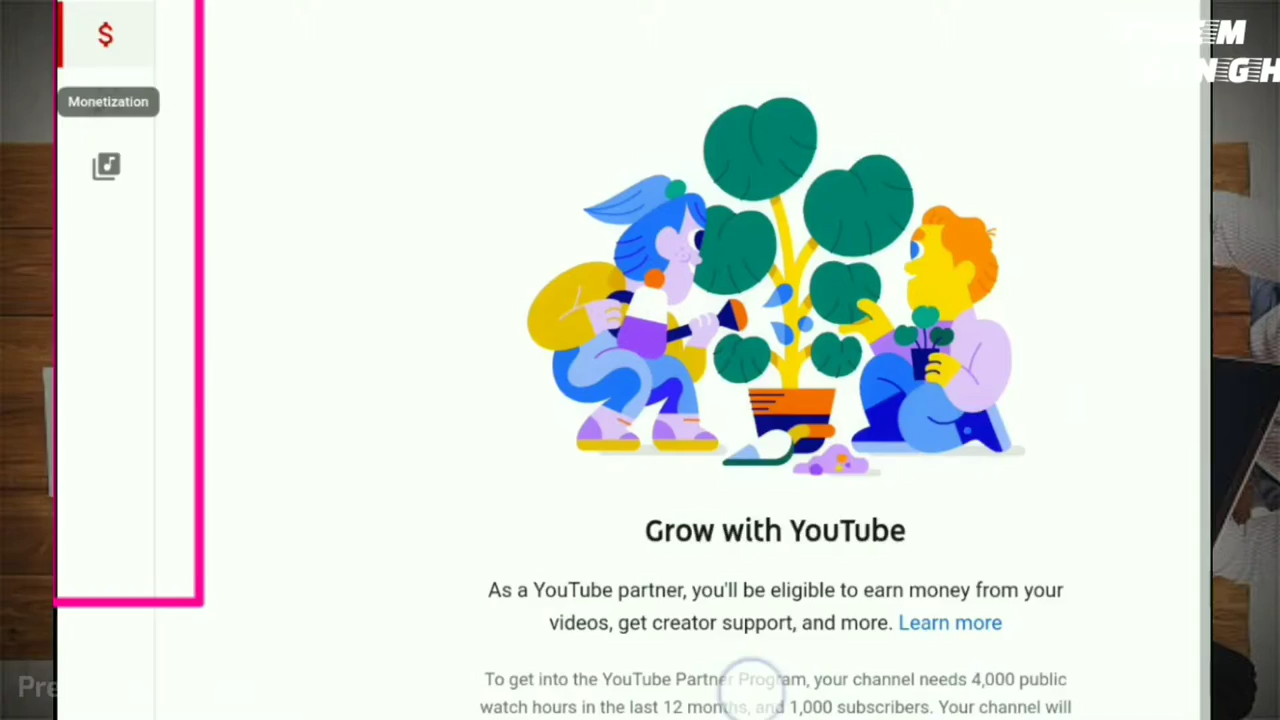 $
Monetization
Grow with YouTube
As a YouTube partner, you'll be eligible to earn money from your
videos, get creator support, and more. Learn more
To get into the YouTube Partner Program, your channel needs 4,000 public
watch hours in the last 12 months, and 1,000 subscribers. Your channel will